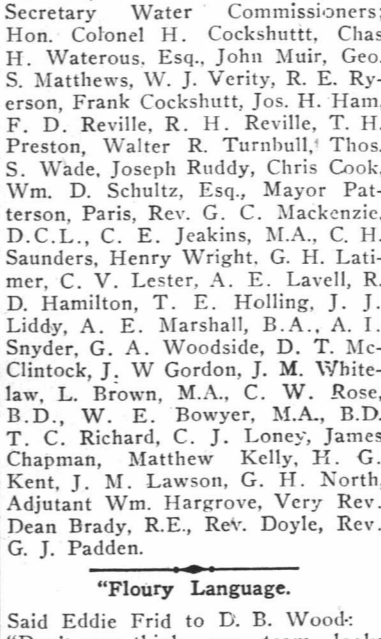 Secretary Water Commissioners;
Hon. Colonel H. Cockshuttt, Chas
H. Waterous, Esq., John Muir, Geo.
S. Matthews, W. J. Verity, R. E. Ry-
erson, Frank Cockshutt, Jos. H. Ham
F. D. Reville, R. H. Reville, T. H.
Preston, Walter R. Turnbull, Thos.
S. Wade, Joseph Ruddy, Chris Cook,
Wm. D. Schultz, Esq., Mayor Pat-
terson, Paris, Rev. G. C. Mackenzie,
D.C.L., C. E. Jeakins, M.A., C. H.
Saunders, Henry Wright, G. H. Lati-
mer, C. V. Lester, A. E. Lavell, R.
D. Hamilton, T. E. Holling, J. J.
Liddy, A. E. Marshall, B.A., A. I.
Snyder, G. A. Woodside, D. T. Mc-
Clintock, J. W Gordon, J. M. White-
law, L. Brown, M.A., C. W. Rose,
B.D., W. E. Bowyer, M.A., B.D.
T. C. Richard, C. J. Loney, James
Chapman, Matthew Kelly, H. G.
Kent, J. M. Lawson, G. H. North,
Adjutant Wm. Hargrove, Very Rev.
Dean Brady, R.E., Rev. Doyle, Rev.
G. J. Padden.
"Floury Language.
Said Eddie Frid to D. B. Wood: